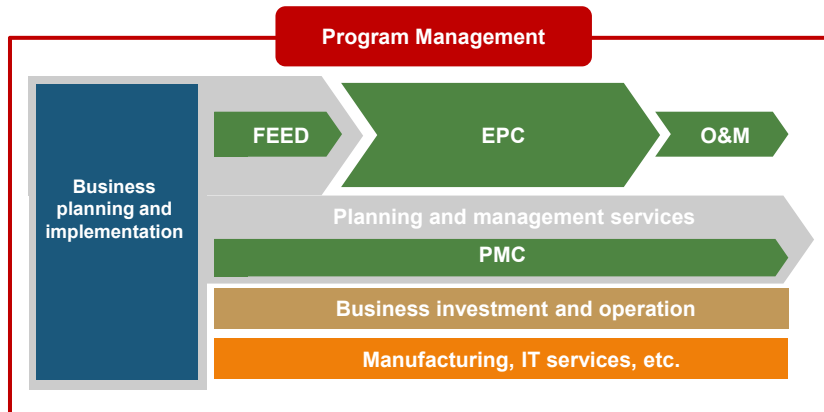 Program Management
FEED
EPC
O&M
Business
planning and
implementation
Planning and management services
PMC
Business investment and operation
Manufacturing, IT services, etc.